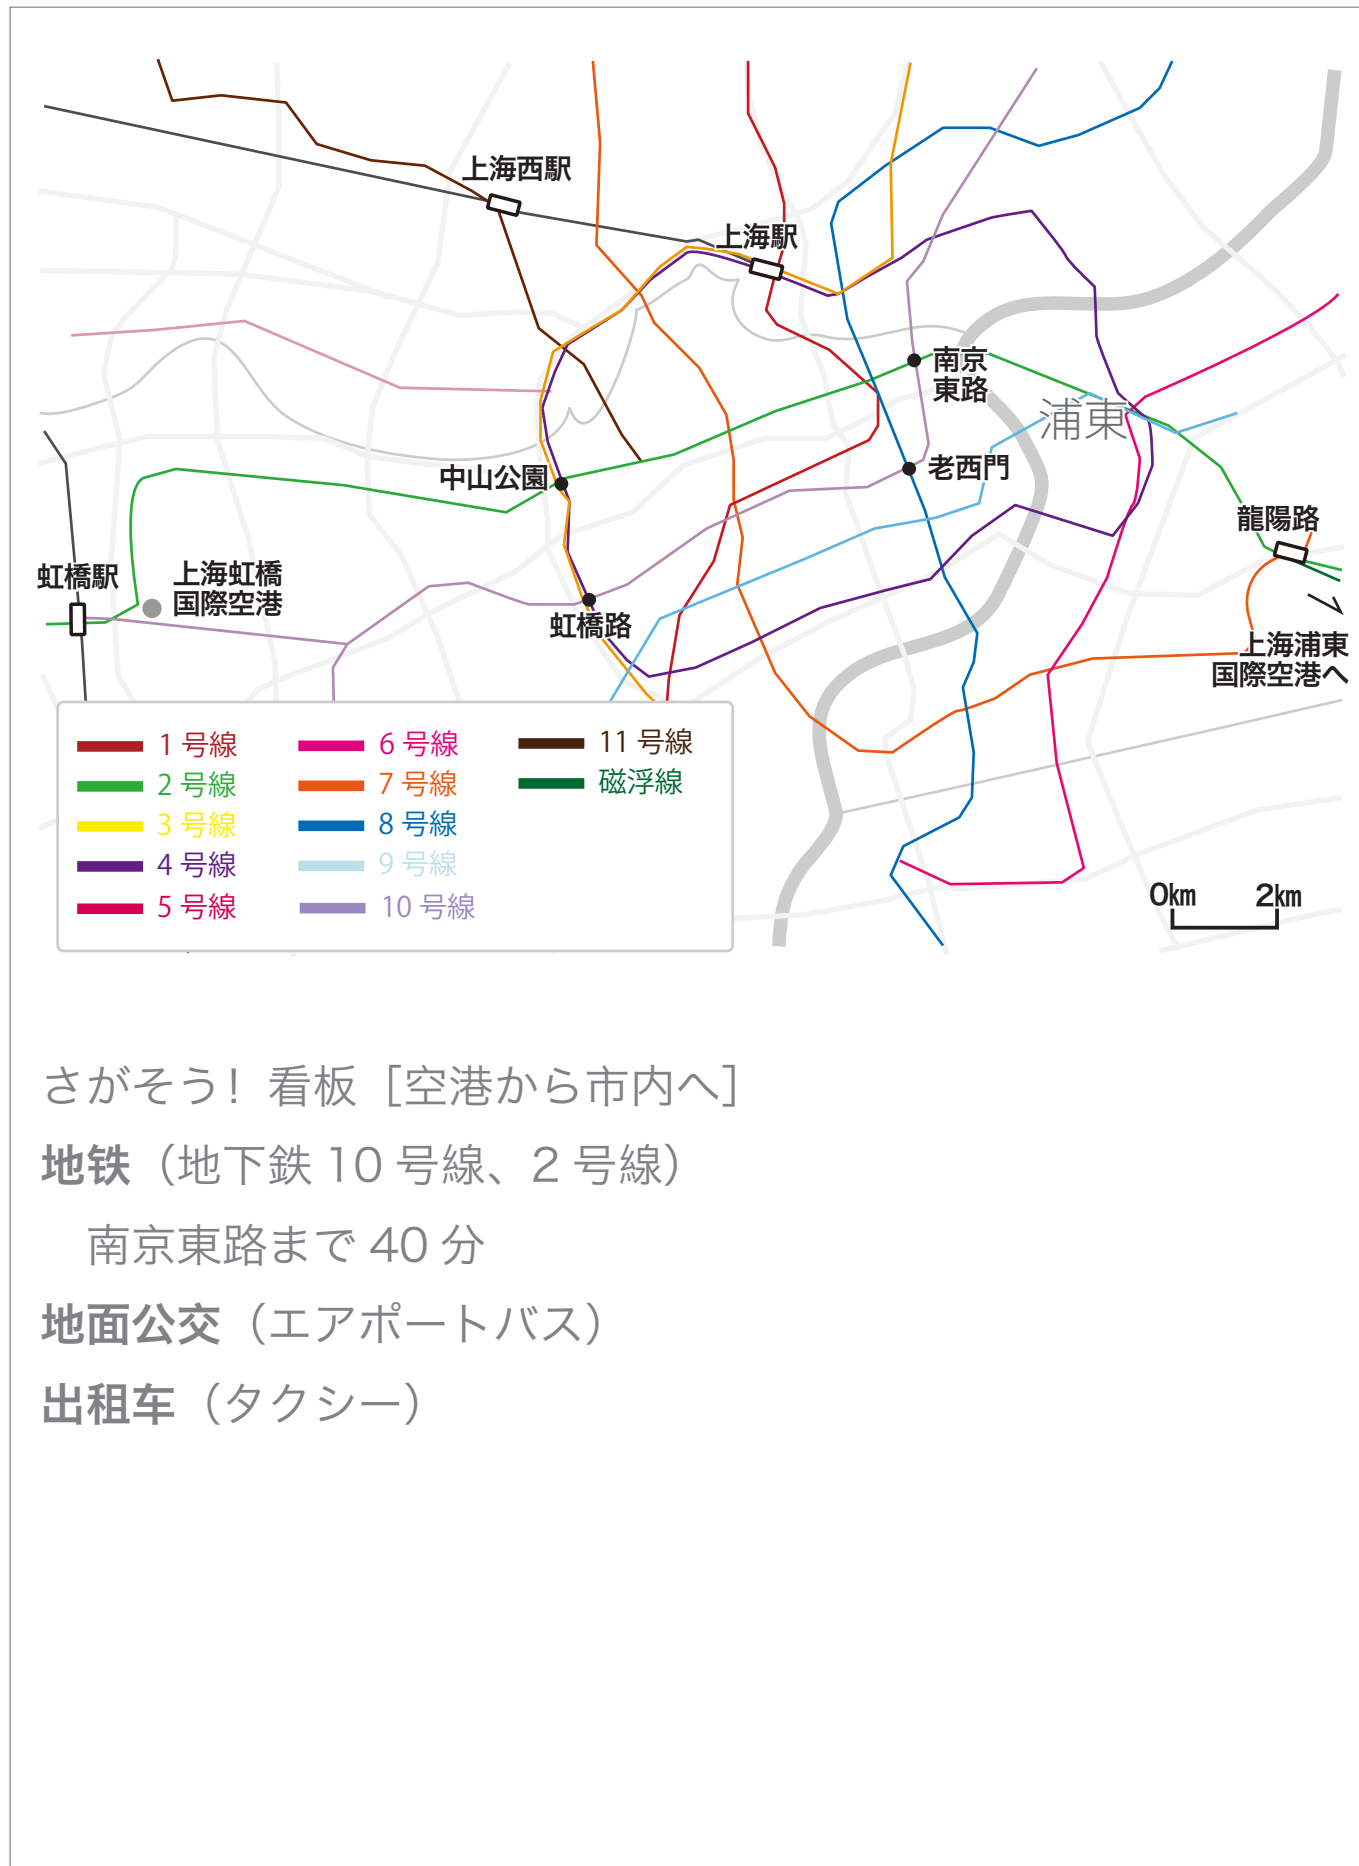 上海西駅
上海駅
南京
東路
浦東
中山公園
老西門
龍陽路
虹橋駅
上海虹橋
国際空港
虹橋路
上海浦東
国際空港へ
1 号線
2 号線
3 号線
4 号線
5 号線
6 号線
7 号線
8 号線
9 号線
10 号線
11 号線
磁浮線
0km 2km
さがそう！看板［空港から市内へ］
地铁（地下鉄 10 号線、2 号線）
南京東路まで 40 分
地面公交（エアポートバス）
出租车（タクシー）